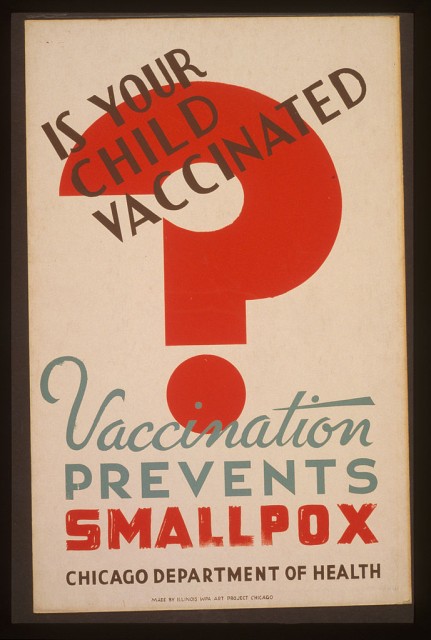 IS YOUR
CHILD
VACCINATED
Vaccination
PREVENTS
SMALLPOX
CHICAGO DEPARTMENT OF HEALTH
MADE BY ILLINOIS WPA ART PROJECT CHICAGO